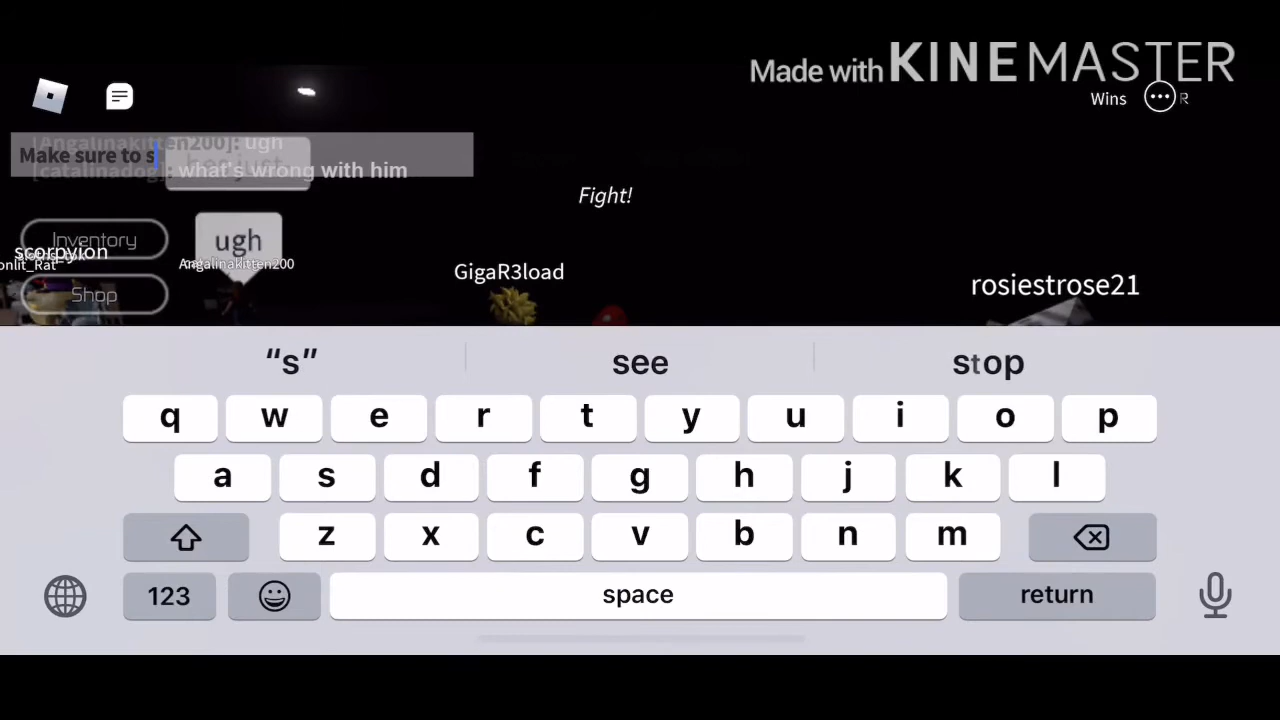 Made with KINEMASTER
Wins
R
[Angalinakitten200]: ugh
Make sure to s
[catalinadog]: what's wrong with him
Fight!
Inventory
ugh
scorpyion
onlit_Rat
Angalinakitten200
GigaR3load
rosiestrose21
Shop
“s” see stop
q w e r t y u i o p
a s d f g h j k l
z x c v b n m
123 space return